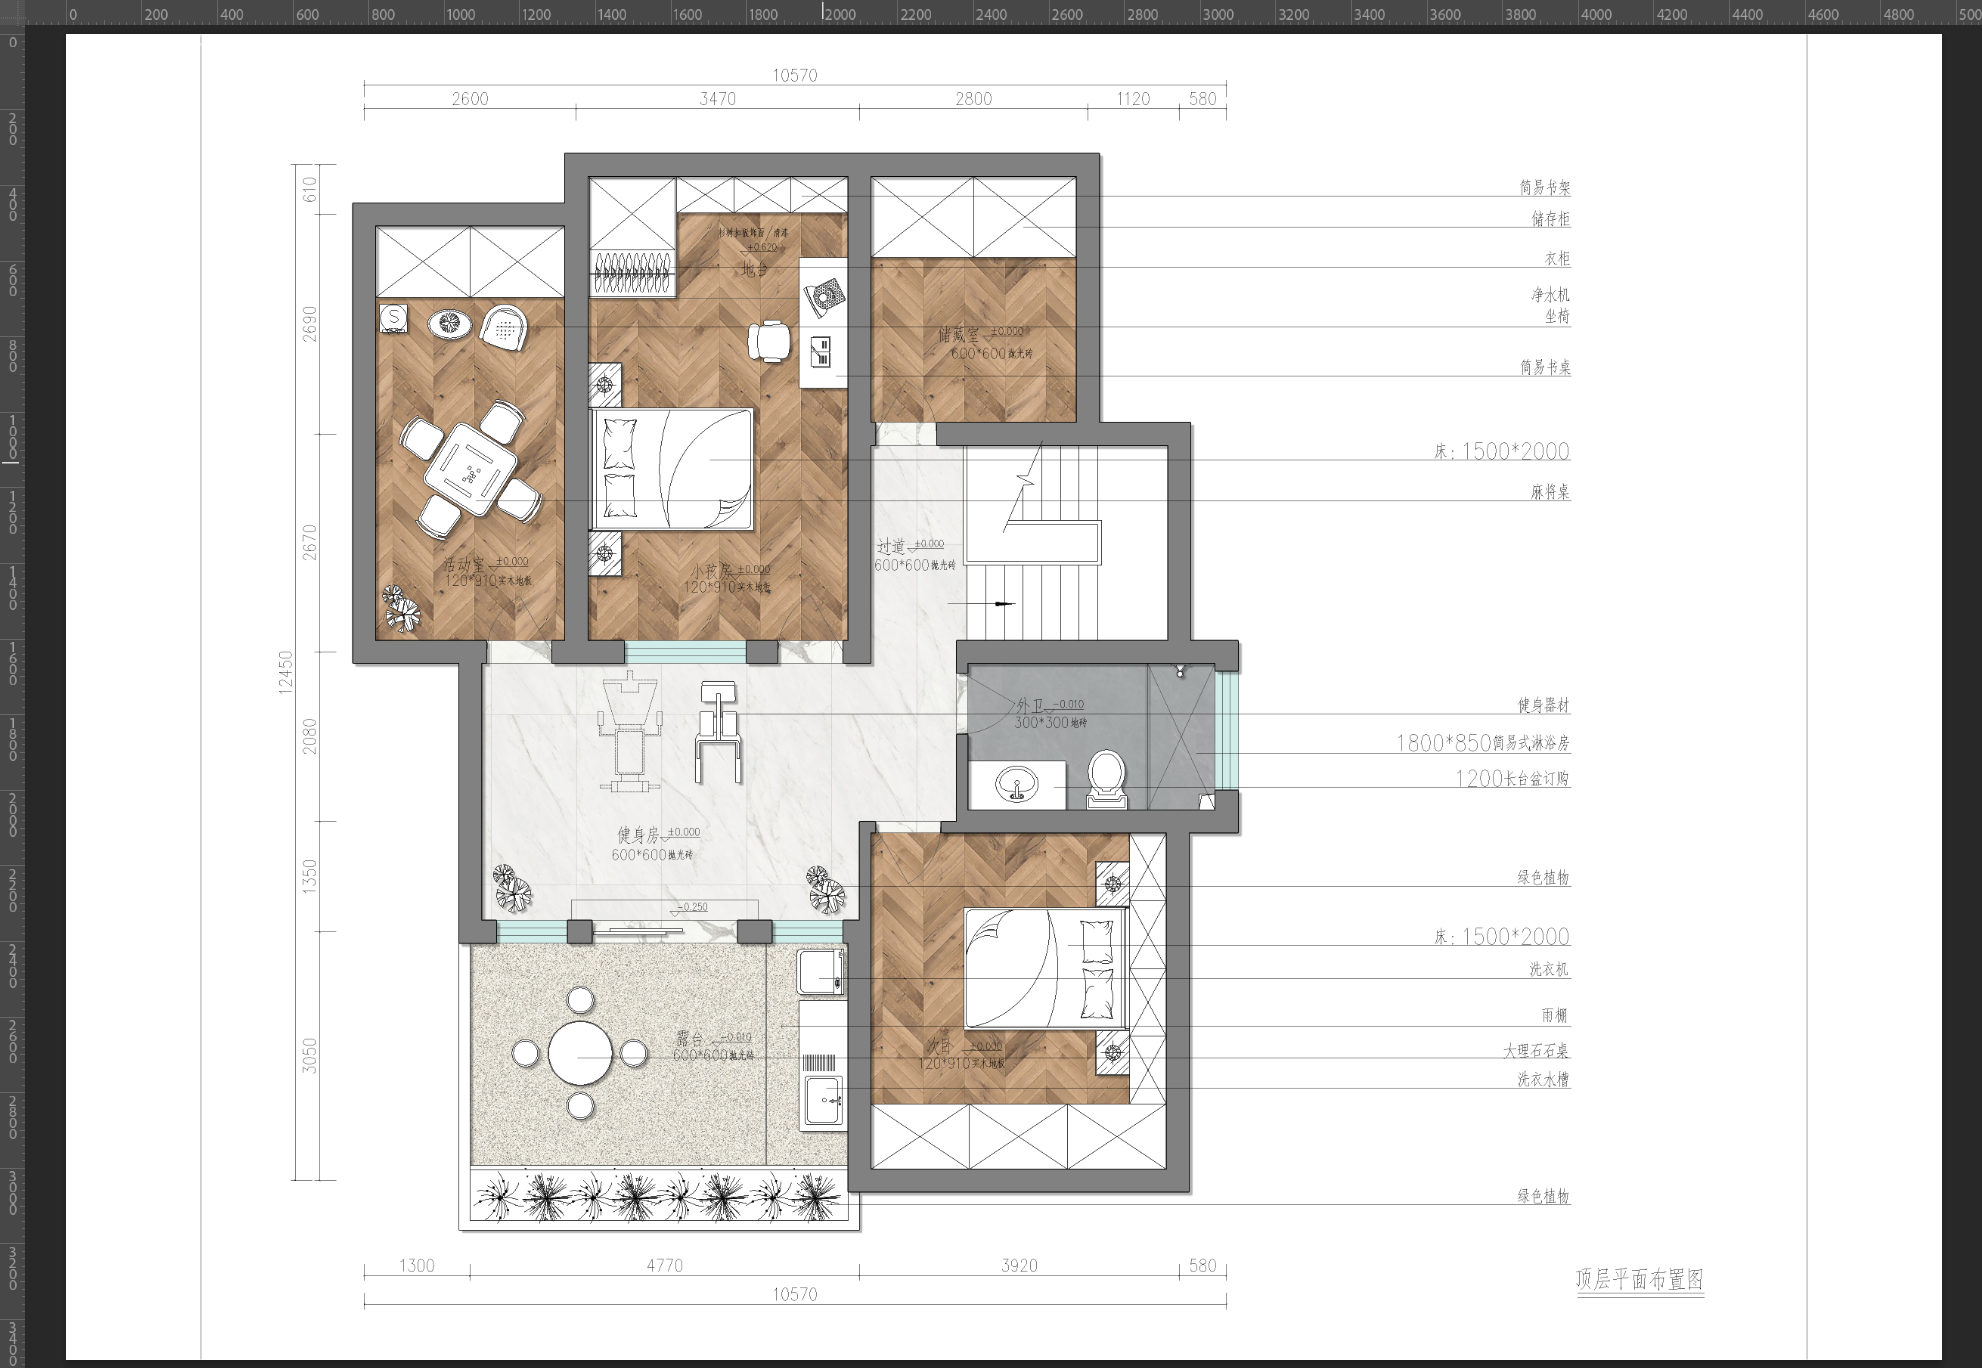 0 200 400 600 800 1000 1200 1400 1600 1800 2000 2200 2400 2600 2800 3000 3200 3400 3600 3800 4000 4200 4400 4600 4800 500
0
200
400
600
800
1000
1200
1400
1600
1800
2000
2200
2400
2600
2800
3000
3200
3400
10570
2600 3470 2800 1120 580
610
2690
2670
12450
2080
1350
3050
±0.620
地台
储藏室 ±0.000
600*600抛光砖
活动室 ±0.000
120*910实木地板
小孩房 ±0.000
120*910实木地板
过道 ±0.000
600*600抛光砖
外卫 -0.010
300*300地砖
健身房 ±0.000
600*600抛光砖
-0.250
露台 -0.010
600*600抛光砖
次卧 ±0.000
120*910实木地板
S
简易书架
储存柜
衣柜
净水机
坐椅
简易书桌
床：1500*2000
麻将桌
健身器材
1800*850简易式淋浴房
1200长台盆订购
绿色植物
床：1500*2000
洗衣机
雨棚
大理石石桌
洗衣水槽
绿色植物
1300 4770 3920 580
10570
顶层平面布置图